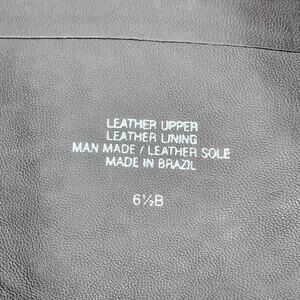 LEATHER UPPER
LEATHER LINING
MAN MADE / LEATHER SOLE
MADE IN BRAZIL
6½B